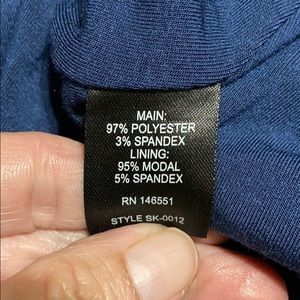 MAIN:
97% POLYESTER
3% SPANDEX
LINING:
95% MODAL
5% SPANDEX
RN 146551
STYLE SK-0012